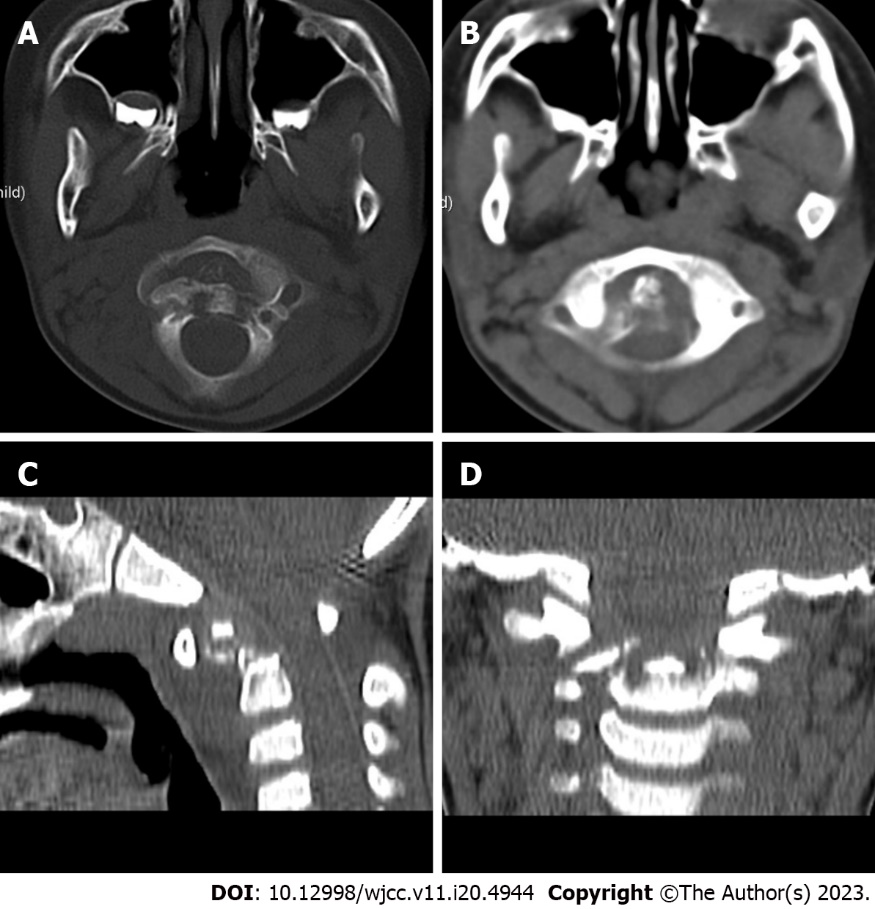 A
B
hild)
d)
C
D
DOI: 10.12998/wjcc.v11.i20.4944 Copyright ©The Author(s) 2023.